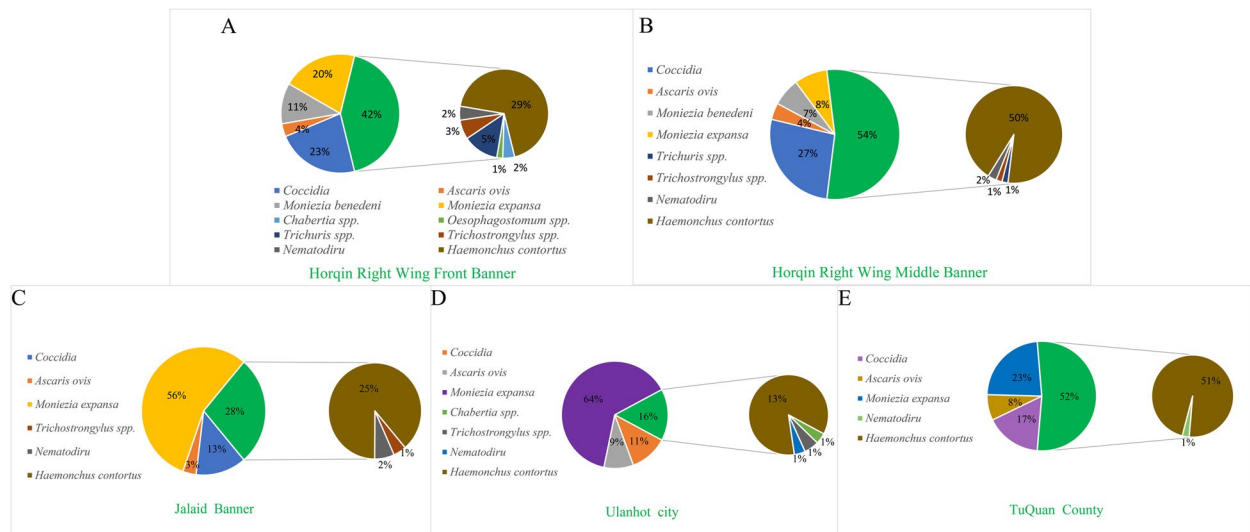 A
20%
42%
11%
4%
23%
29%
2%
3%
5%
1%
2%
Coccidia
Ascaris ovis
Moniezia benedeni
Moniezia expansa
Chabertia spp.
Oesophagostomum spp.
Trichuris spp.
Trichostrongylus spp.
Nematodiru
Haemonchus contortus
Horqin Right Wing Front Banner
B
Coccidia
Ascaris ovis
Moniezia benedeni
Moniezia expansa
Trichuris spp.
Trichostrongylus spp.
Nematodiru
Haemonchus contortus
8%
7%
4%
54%
27%
50%
2%
1%
1%
Horqin Right Wing Middle Banner
C
Coccidia
Ascaris ovis
Moniezia expansa
Trichostrongylus spp.
Nematodiru
Haemonchus contortus
56%
28%
13%
3%
25%
1%
2%
Jalaid Banner
D
Coccidia
Ascaris ovis
Moniezia expansa
Chabertia spp.
Trichostrongylus spp.
Nematodiru
Haemonchus contortus
64%
16%
9%
11%
13%
1%
1%
1%
Ulanhot city
E
Coccidia
Ascaris ovis
Moniezia expansa
Nematodiru
Haemonchus contortus
23%
52%
8%
17%
51%
1%
TuQuan County